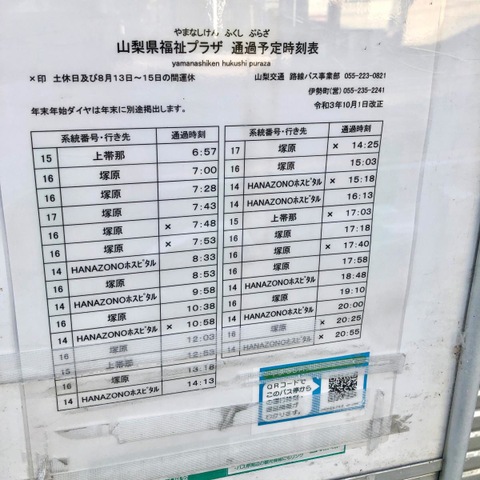 やまなしけん ふくし ぷらざ
山梨県福祉プラザ 通過予定時刻表
yamanashiken hukushi puraza
×印 土休日及び8月13日～15日の間運休
山梨交通 路線バス事業部 055-223-0821
伊勢町(営) 055-235-2241
年末年始ダイヤは年末に別途掲出します。
令和3年10月1日改正
系統番号・行き先 通過時刻
15 上帯那 6:57
16 塚原 7:00
16 塚原 7:28
17 塚原 7:43
16 塚原 × 7:48
16 塚原 × 7:53
14 HANAZONOホスピタル 8:33
16 塚原 8:53
14 HANAZONOホスピタル 9:58
16 塚原 10:38
14 HANAZONOホスピタル × 10:58
16 塚原 12:03
15 上帯那 12:53
16 塚原 13:18
14 HANAZONOホスピタル 14:13
系統番号・行き先 通過時刻
17 塚原 × 14:25
16 塚原 15:03
14 HANAZONOホスピタル × 15:18
16 塚原 16:13
15 上帯那 × 17:03
16 塚原 17:18
16 塚原 × 17:40
16 塚原 17:58
14 HANAZONOホスピタル 18:48
16 塚原 19:10
14 HANAZONOホスピタル 20:00
16 塚原 × 20:25
14 HANAZONOホスピタル × 20:55
QRコードで
このバス停から